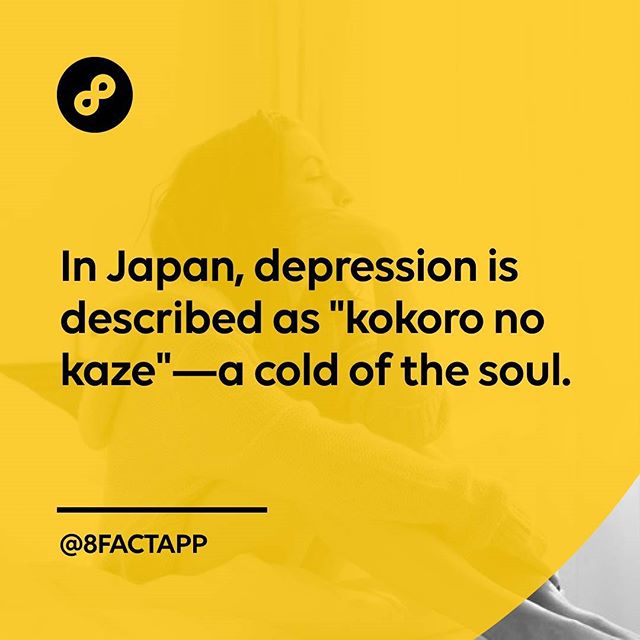 In Japan, depression is
described as "kokoro no
kaze"—a cold of the soul.
@8FACTAPP